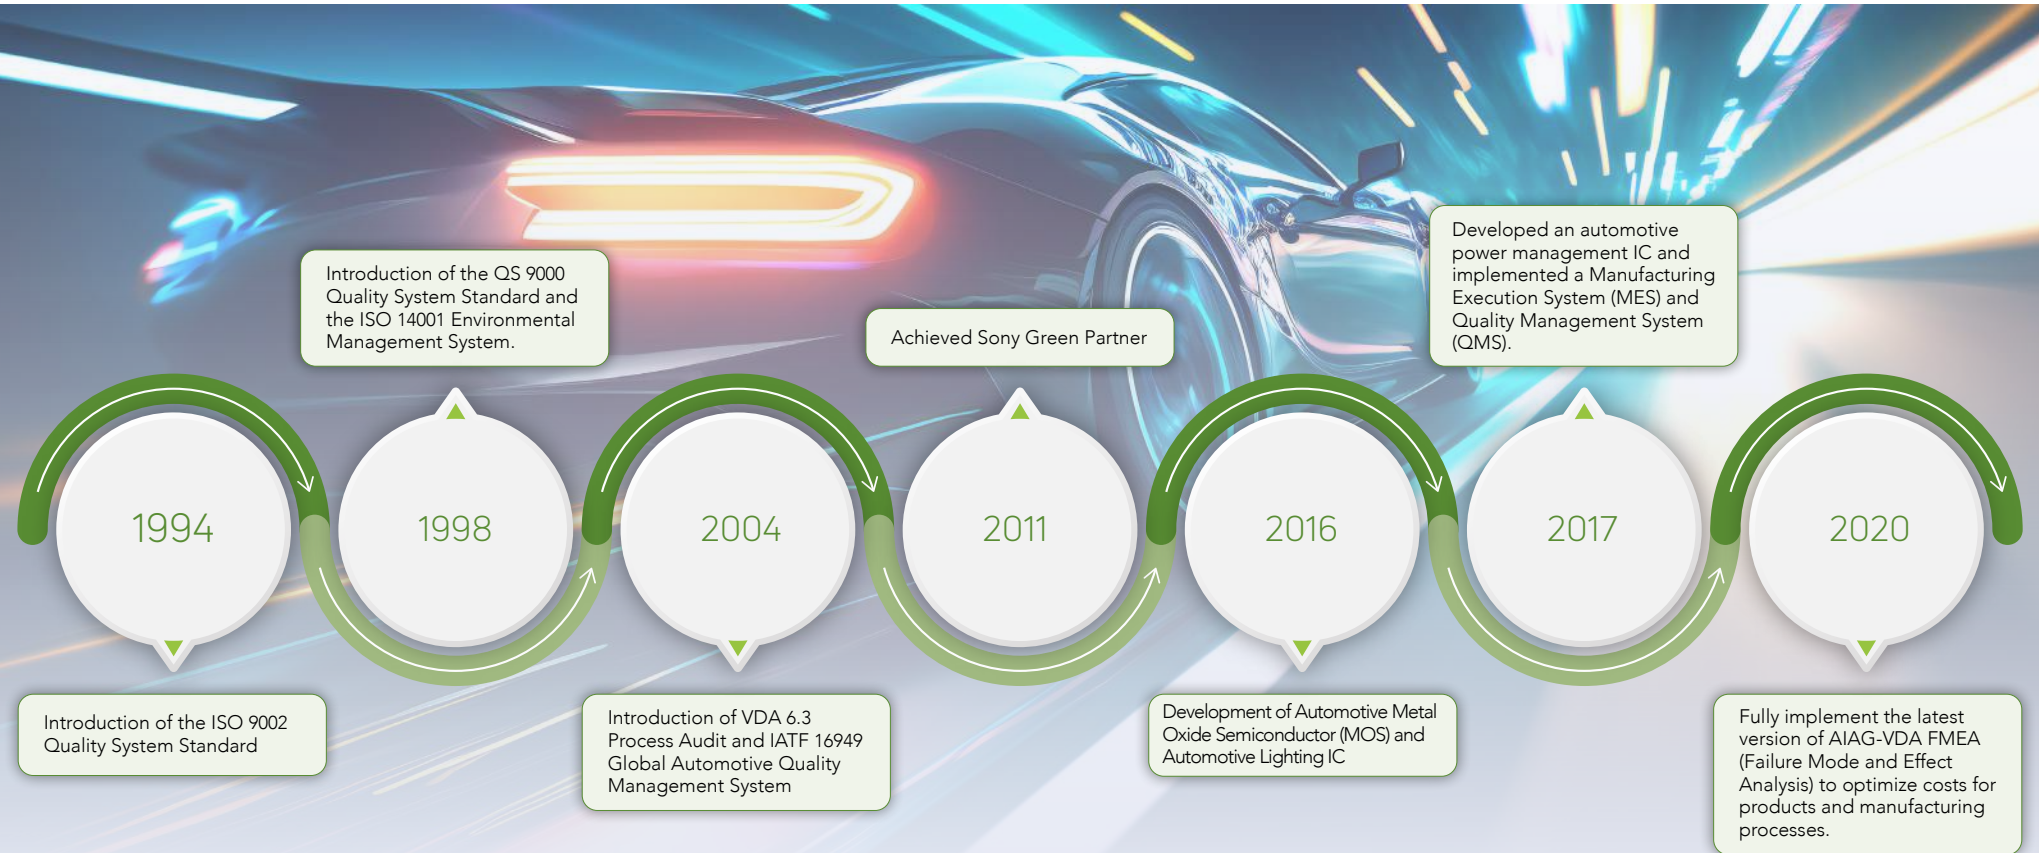 1994
Introduction of the ISO 9002
Quality System Standard
1998
Introduction of the QS 9000
Quality System Standard and
the ISO 14001 Environmental
Management System.
2004
Introduction of VDA 6.3
Process Audit and IATF 16949
Global Automotive Quality
Management System
2011
Achieved Sony Green Partner
2016
Development of Automotive Metal
Oxide Semiconductor (MOS) and
Automotive Lighting IC
2017
Developed an automotive
power management IC and
implemented a Manufacturing
Execution System (MES) and
Quality Management System
(QMS).
2020
Fully implement the latest
version of AIAG-VDA FMEA
(Failure Mode and Effect
Analysis) to optimize costs for
products and manufacturing
processes.